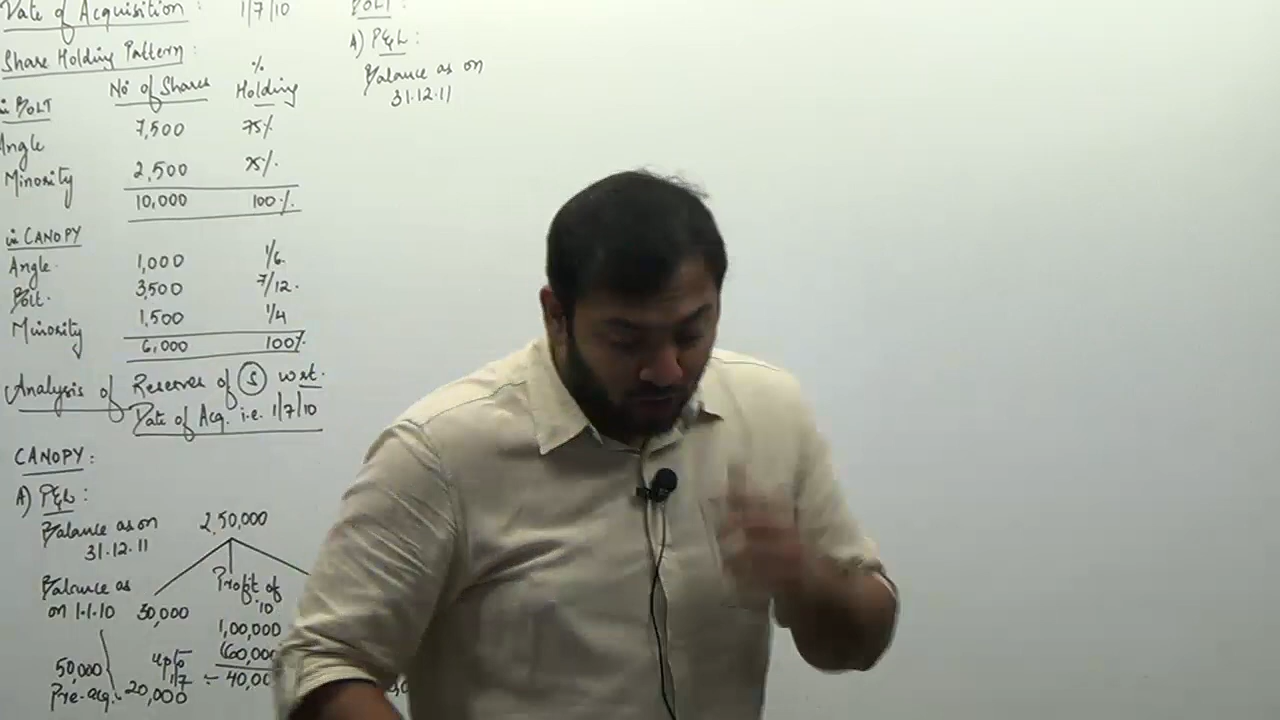 Date of Acquisition : 1/7/10
Share Holding Pattern :
No of Shares % Holding
in BOLT
Angle 7,500 75%
Minority 2,500 25%
10,000 100%
in CANOPY
Angle 1,000 1/6
Bolt 3,500 7/12
Minority 1,500 1/4
6,000 100%
Analysis of Reserves of (S) w.r.t.
Date of Acq. i.e. 1/7/10
CANOPY :
A) P&L :
Balance as on 2,50,000
31.12.11
Balance as Profit of
on 1.1.10 30,000 '10
1,00,000
(60,000
50,000 upto
1/7 40,00
Pre-acq. 20,000
BOLT :
A) P&L :
Balance as on
31.12.11